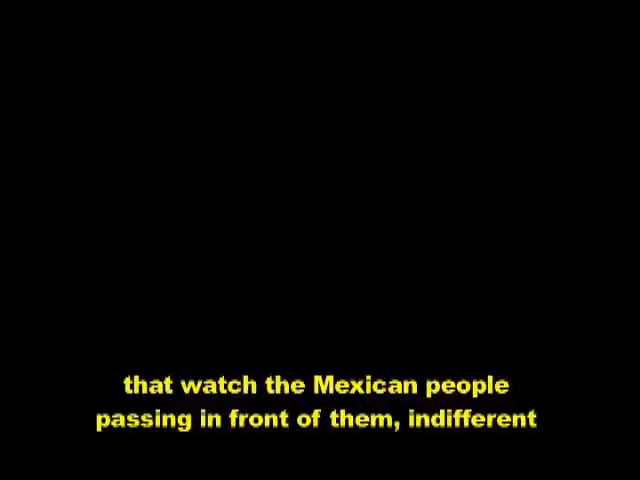 that watch the Mexican people
passing in front of them, indifferent